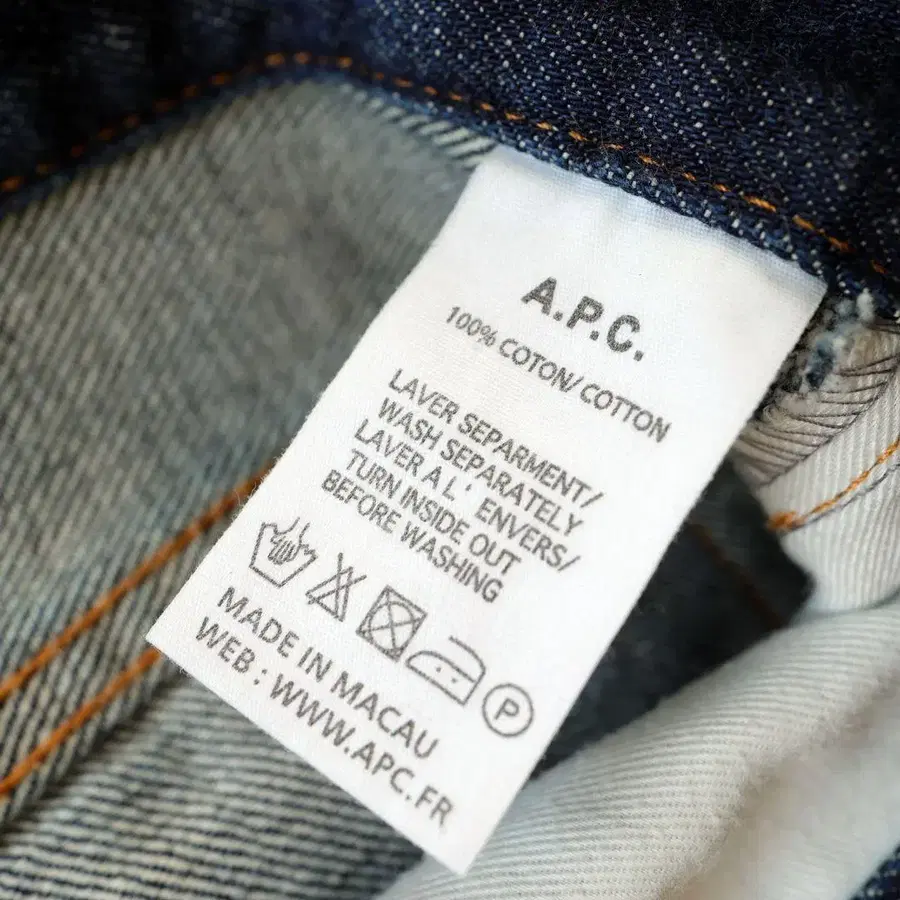 A.P.C.
100% COTON/COTTON
LAVER SEPARMENT/
WASH SEPARATELY
LAVER A L' ENVERS/
TURN INSIDE OUT
BEFORE WASHING
P
MADE IN MACAU
WEB : WWW.APC.FR